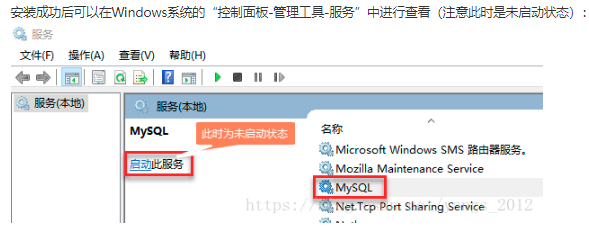 安装成功后可以在Windows系统的“控制面板-管理工具-服务”中进行查看（注意此时是未启动状态）:
服务
文件(F) 操作(A) 查看(V) 帮助(H)
服务(本地)
服务(本地)
MySQL
此时为未启动状态
启动此服务
名称
Microsoft Windows SMS 路由器服务。
Mozilla Maintenance Service
MySQL
Net.Tcp Port Sharing Service